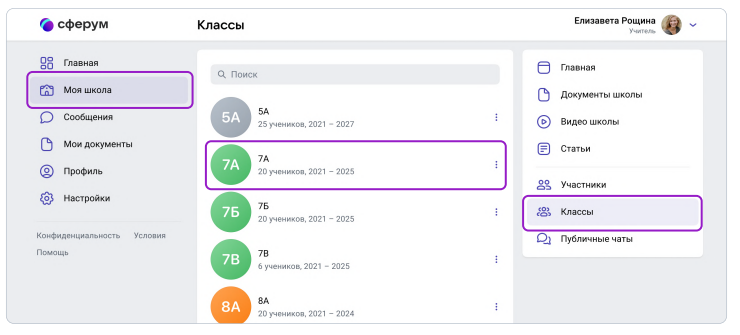 сферум
Классы
Елизавета Рощина
Учитель
Главная
Моя школа
Сообщения
Мои документы
Профиль
Настройки
Конфиденциальность Условия
Помощь
Поиск
5А
5А
25 учеников, 2021 – 2027
7А
7А
20 учеников, 2021 – 2025
7Б
7Б
20 учеников, 2021 – 2025
7В
7В
6 учеников, 2021 – 2025
8А
8А
20 учеников, 2021 – 2024
Главная
Документы школы
Видео школы
Статьи
Участники
Классы
Публичные чаты